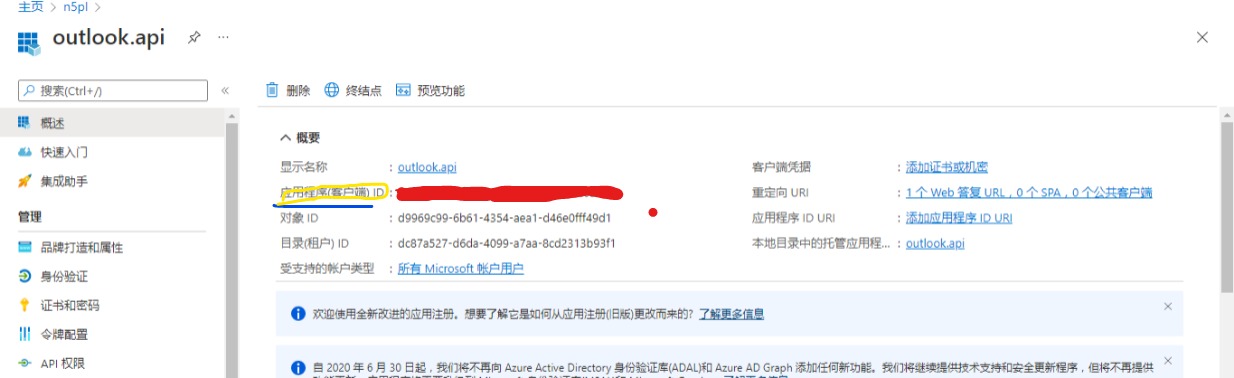 主页 > n5pl >
outlook.api ...
搜索(Ctrl+/) «
删除 终结点 预览功能
概述
快速入门
集成助手
管理
品牌打造和属性
身份验证
证书和密码
令牌配置
API 权限
概要
显示名称 : outlook.api
应用程序(客户端) ID :
对象 ID : d9969c99-6b61-4354-aea1-d46e0fff49d1
目录(租户) ID : dc87a527-d6da-4099-a7aa-8cd2313b93f1
受支持的帐户类型 : 所有 Microsoft 帐户用户
客户端凭据 : 添加证书或机密
重定向 URI : 1 个 Web 答复 URL，0 个 SPA，0 个公共客户端
应用程序 ID URI : 添加应用程序 ID URI
本地目录中的托管应用程... : outlook.api
欢迎使用全新改进的应用注册。想要了解它是如何从应用注册(旧版)更改而来的? 了解更多信息
自 2020 年 6 月 30 日起，我们将不再向 Azure Active Directory 身份验证库(ADAL)和 Azure AD Graph 添加任何新功能。我们将继续提供技术支持和安全更新程序，但将不再提供